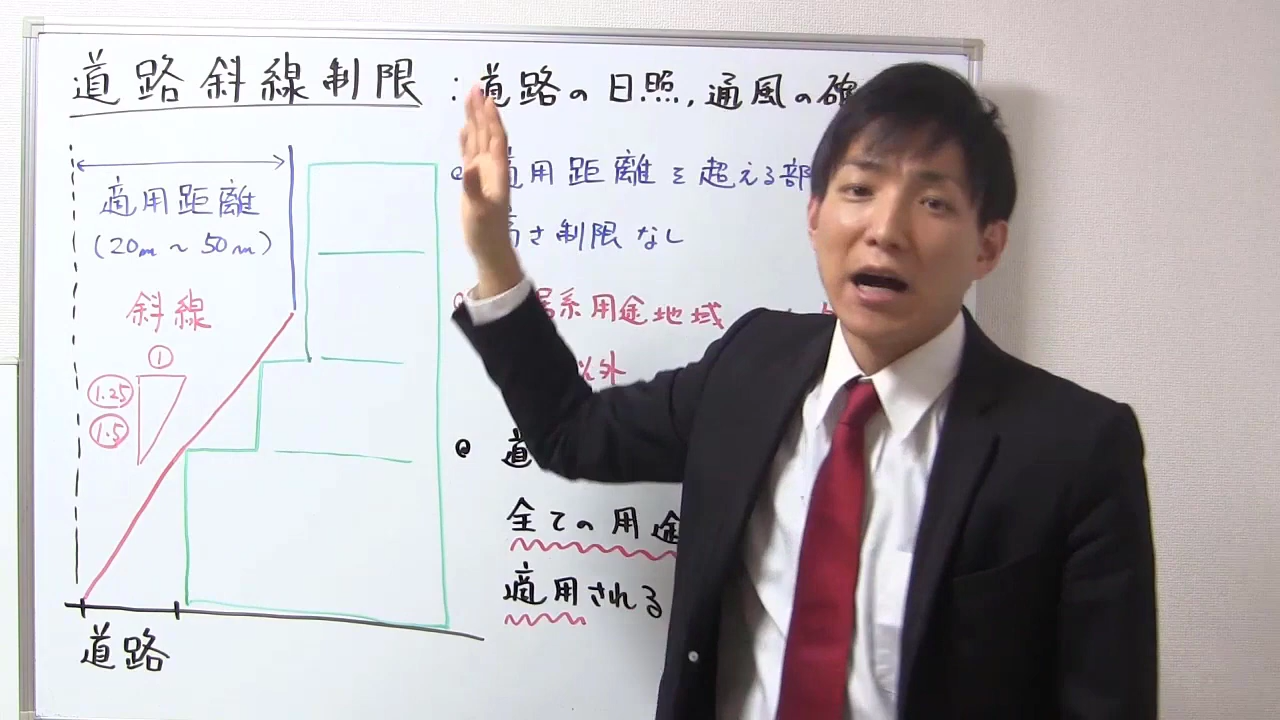 道路斜線制限:道路の日照,通風の確
適用距離を超える部
高さ制限なし
居系用途地域
以外
道
全ての用途
適用される
適用距離
(20m~50m)
斜線
1
1.25
1.5
道路